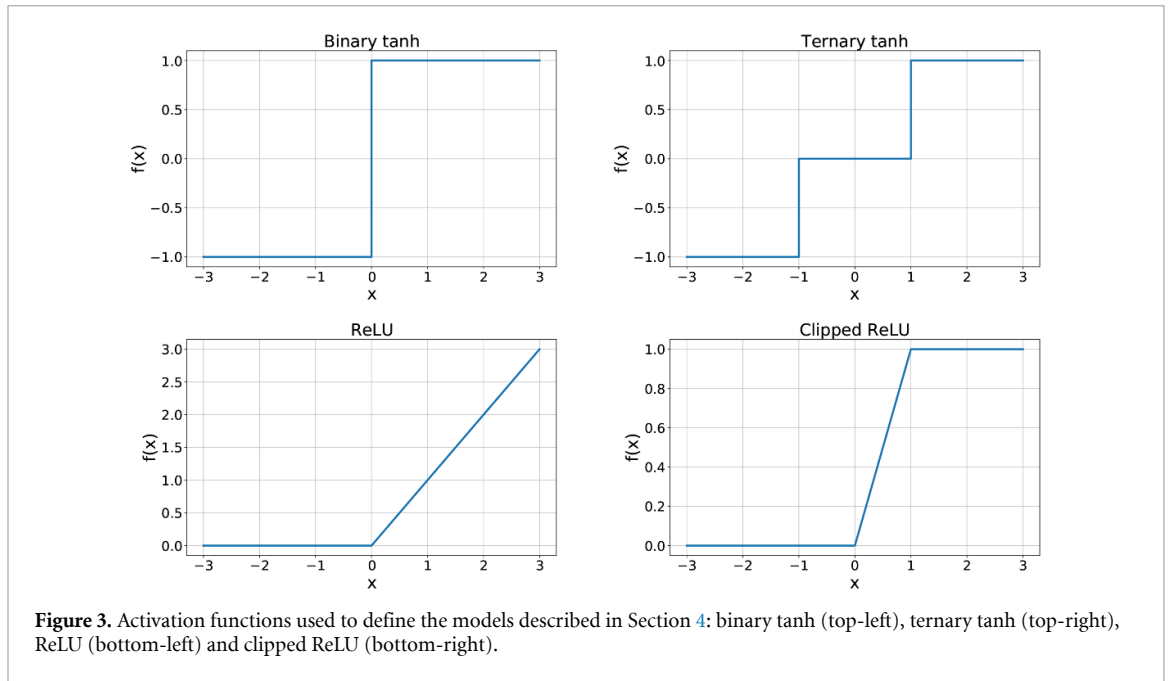 Binary tanh
1.0
0.5
0.0
−0.5
−1.0
f(x)
−3 −2 −1 0 1 2 3
x
Ternary tanh
1.0
0.5
0.0
−0.5
−1.0
f(x)
−3 −2 −1 0 1 2 3
x
ReLU
3.0
2.5
2.0
1.5
1.0
0.5
0.0
f(x)
−3 −2 −1 0 1 2 3
x
Clipped ReLU
1.0
0.8
0.6
0.4
0.2
0.0
f(x)
−3 −2 −1 0 1 2 3
x
Figure 3. Activation functions used to define the models described in Section 4: binary tanh (top-left), ternary tanh (top-right),
ReLU (bottom-left) and clipped ReLU (bottom-right).